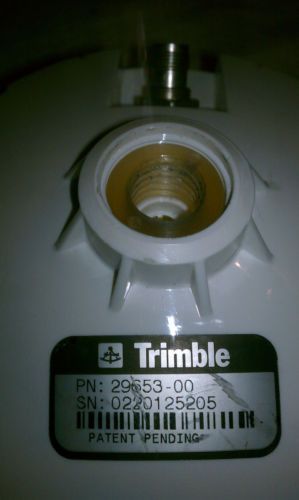 Trimble
PN: 29653-00
SN: 0220125205
PATENT PENDING